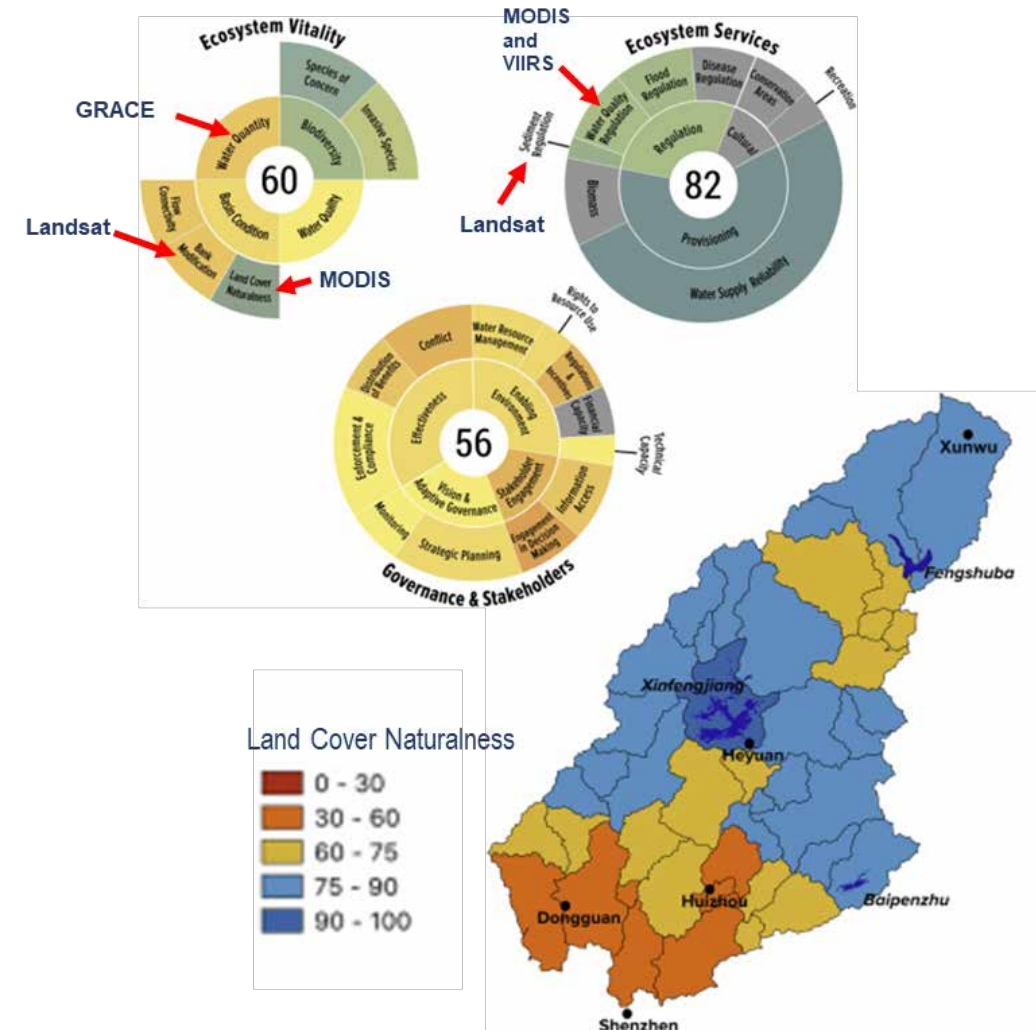 Ecosystem Vitality
Species of
Concern
Invasive Species
Biodiversity
Water Quantity
GRACE
60
Basin Condition
Water Quality
Flow
Connectivity
Bank
Modification
Land Cover
Naturalness
Landsat
MODIS
MODIS
and
VIIRS
Ecosystem Services
Disease
Regulation
Conservation
Areas
Recreation
Flood
Regulation
Water Quality
Regulation
Sediment
Regulation
Regulation
Cultural
82
Biomass
Provisioning
Water Supply Reliability
Landsat
Rights to
Resource Use
Water Resource
Management
Conflict
Distribution
of Benefits
Regulations
&
Incentives
Financial
Capacity
Technical
Capacity
Enabling
Environment
Effectiveness
56
Enforcement &
Compliance
Stakeholder
Engagement
Vision &
Adaptive Governance
Information
Access
Monitoring
Strategic Planning
Engagement
in Decision
Making
Governance & Stakeholders
Land Cover Naturalness
0 - 30
30 - 60
60 - 75
75 - 90
90 - 100
Xunwu
Fengshuba
Xinfengjiang
Heyuan
Huizhou
Baipenzhu
Dongguan
Shenzhen